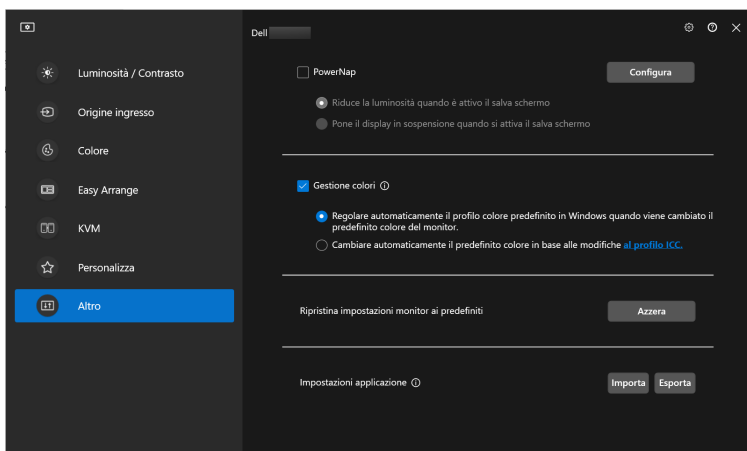 Dell
Luminosità / Contrasto
Origine ingresso
Colore
Easy Arrange
KVM
Personalizza
Altro
PowerNap
Configura
Riduce la luminosità quando è attivo il salva schermo
Pone il display in sospensione quando si attiva il salva schermo
Gestione colori
Regolare automaticamente il profilo colore predefinito in Windows quando viene cambiato il
predefinito colore del monitor.
Cambiare automaticamente il predefinito colore in base alle modifiche al profilo ICC.
Ripristina impostazioni monitor ai predefiniti
Azzera
Impostazioni applicazione
Importa
Esporta